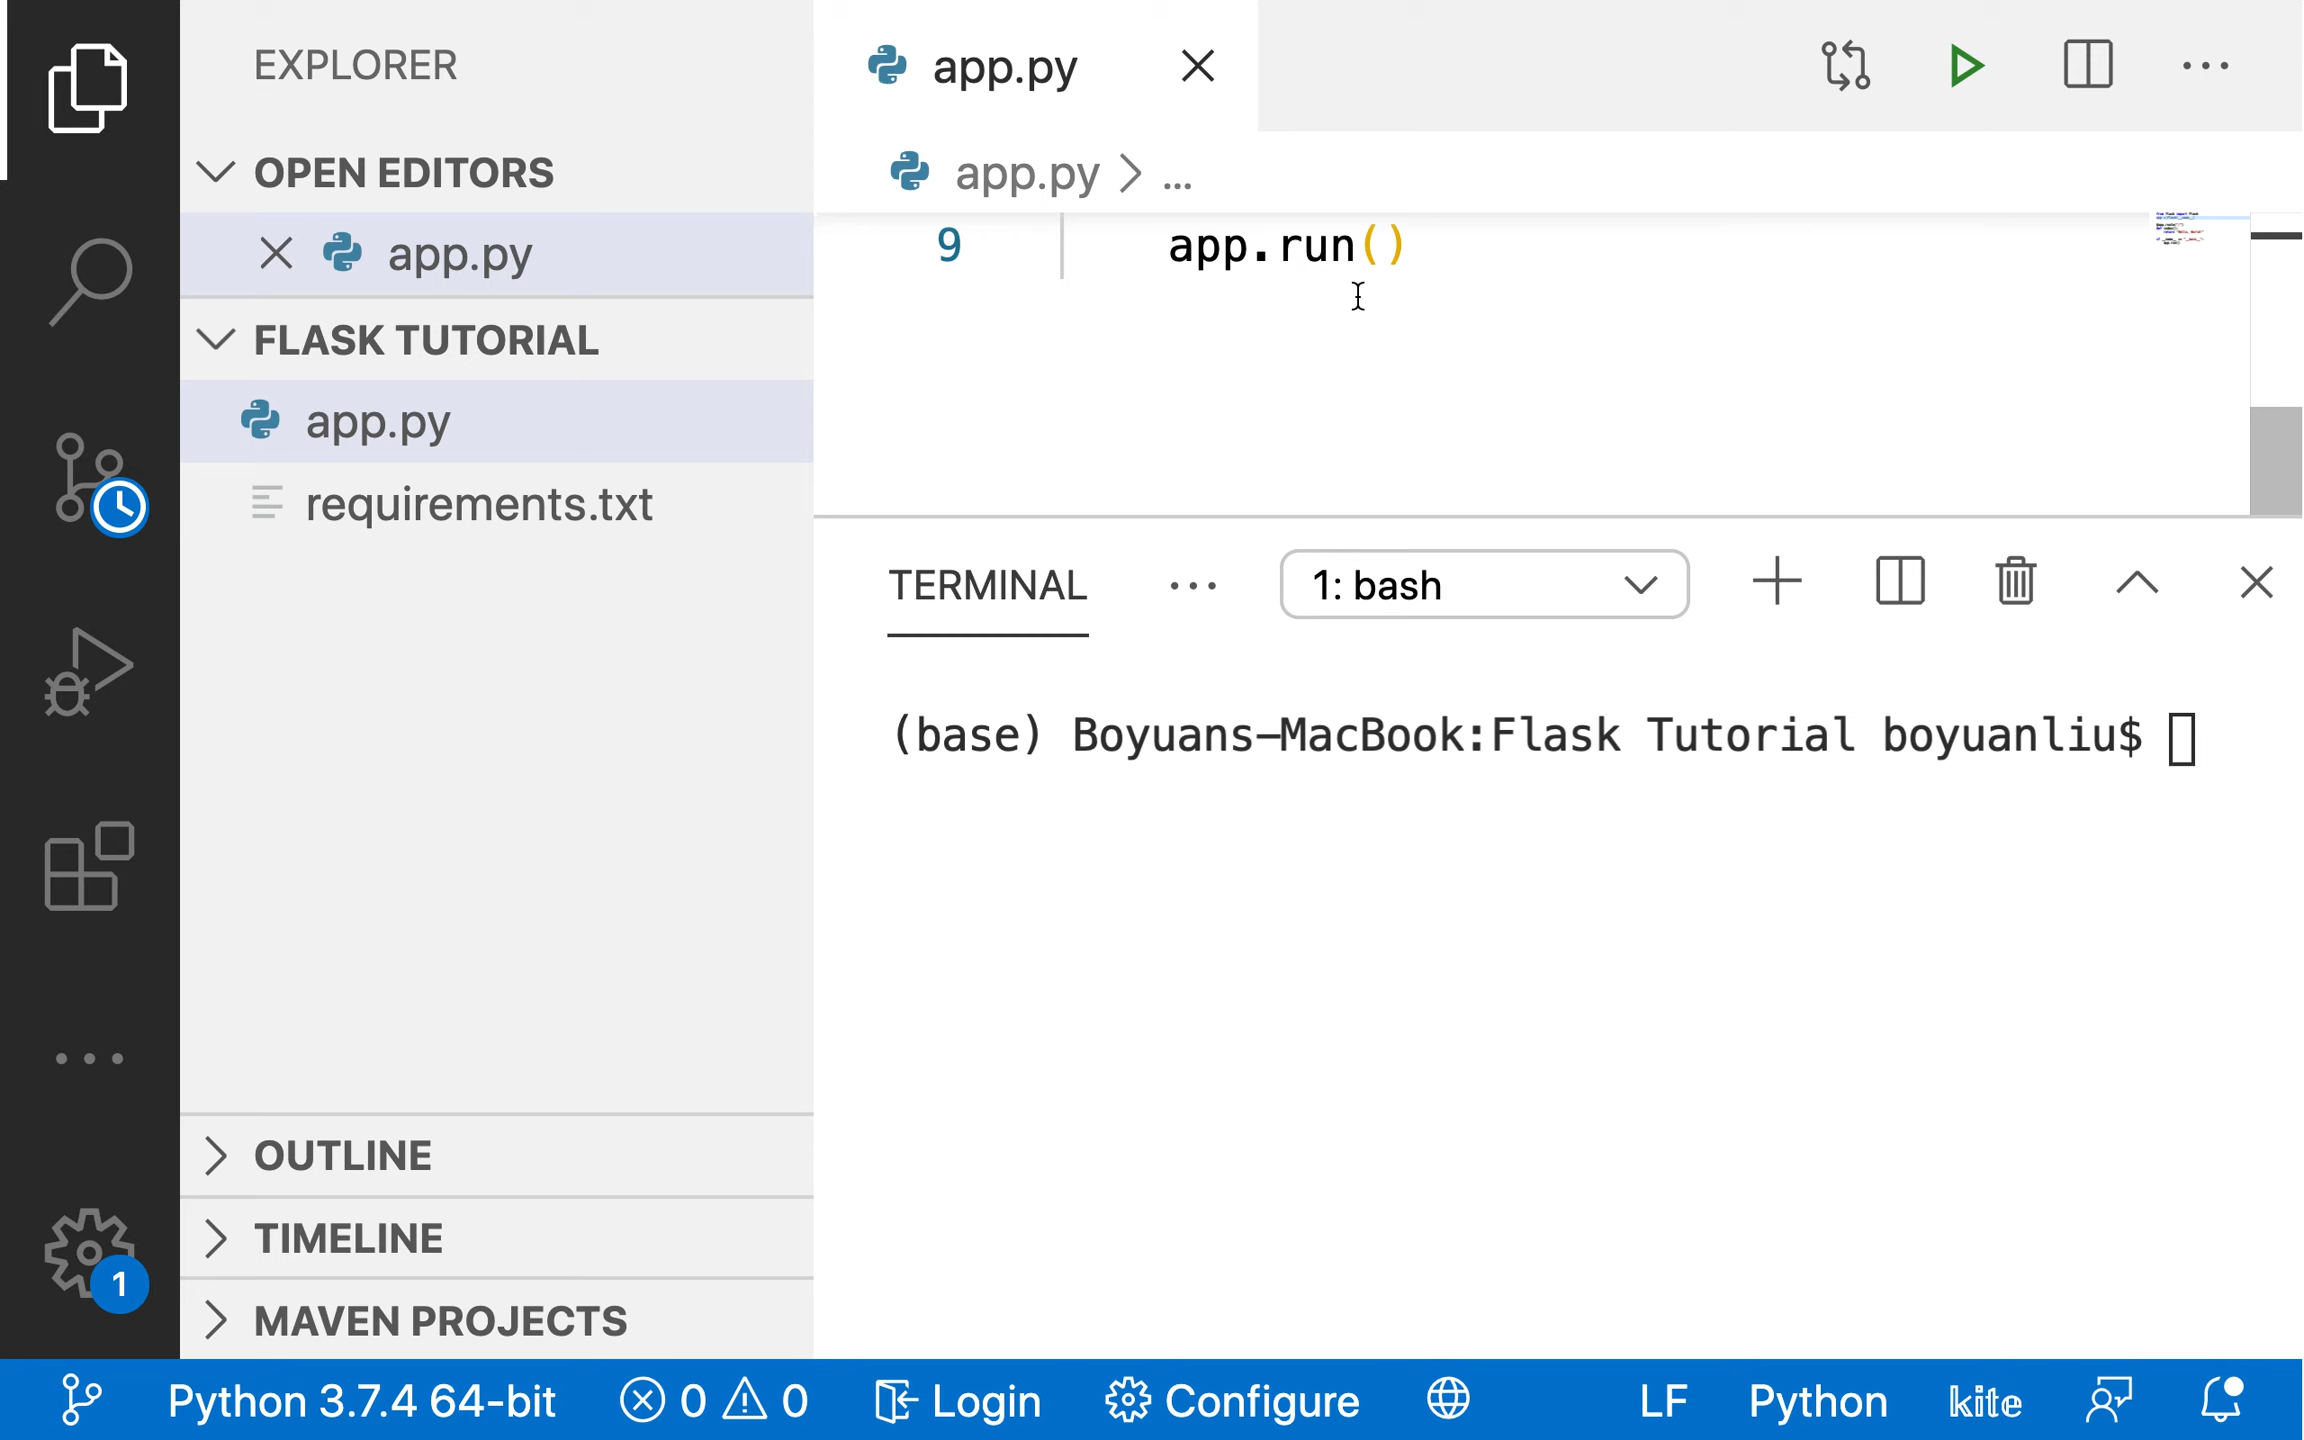 EXPLORER
OPEN EDITORS
app.py
FLASK TUTORIAL
app.py
requirements.txt
OUTLINE
TIMELINE
MAVEN PROJECTS
app.py
app.py > ...
9 app.run()
TERMINAL ... 1: bash
(base) Boyuans-MacBook:Flask Tutorial boyuanliu$
1
Python 3.7.4 64-bit 0 0 Login Configure LF Python kite